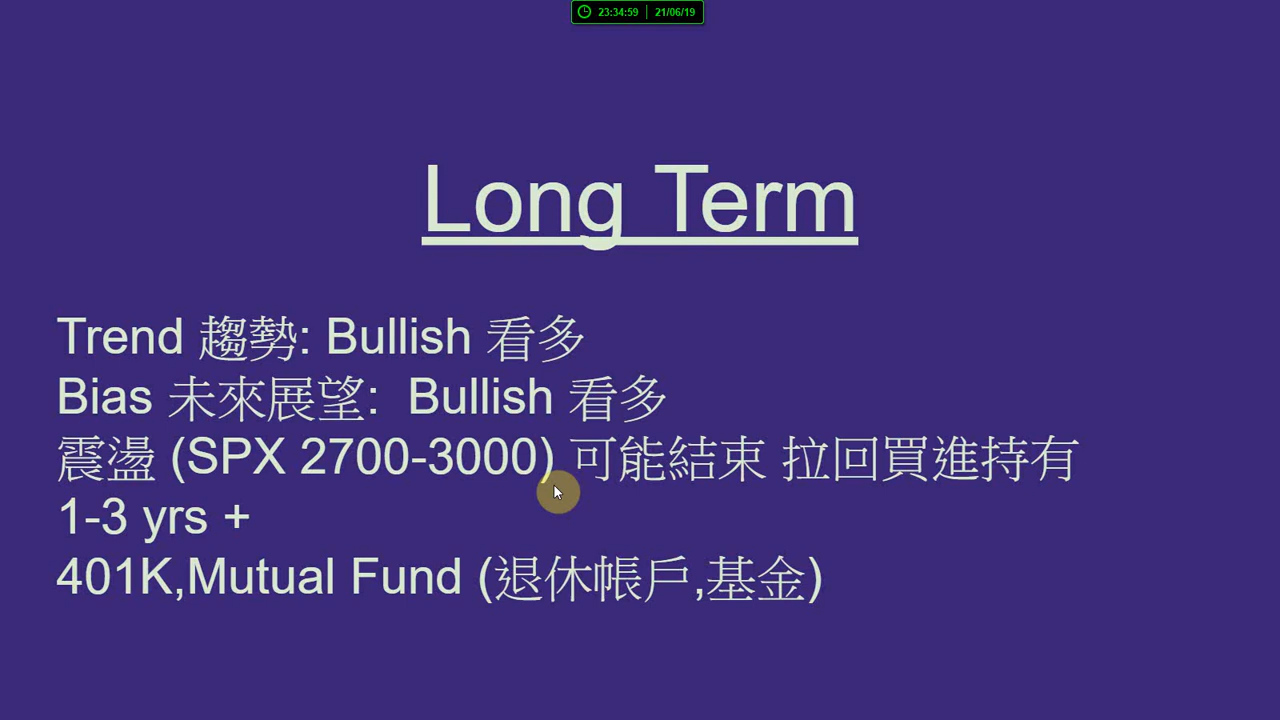 23:34:59 21/06/19
Long Term
Trend 趨勢: Bullish 看多
Bias 未來展望: Bullish 看多
震盪 (SPX 2700-3000) 可能結束 拉回買進持有
1-3 yrs +
401K,Mutual Fund (退休帳戶,基金)